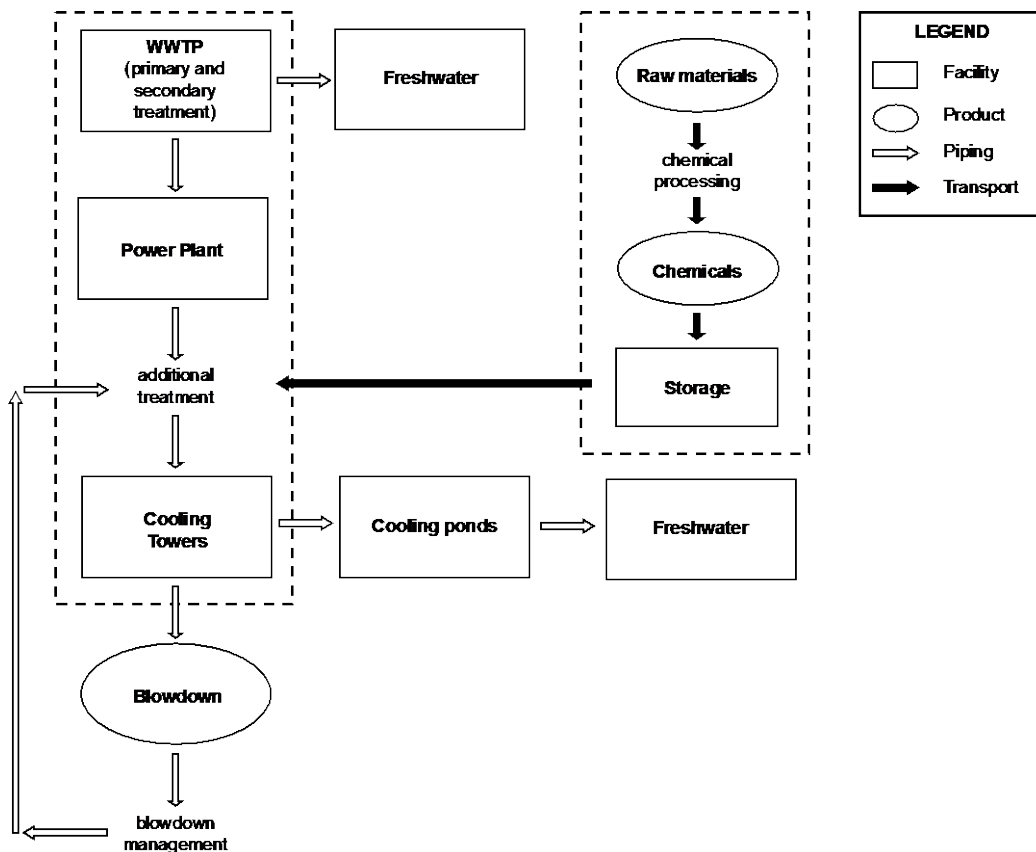 WWTP
(primary and
secondary
treatment)
Freshwater
Power Plant
additional
treatment
Cooling
Towers
Cooling ponds
Freshwater
Blowdown
blowdown
management
Raw materials
chemical
processing
Chemicals
Storage
LEGEND
Facility
Product
Piping
Transport